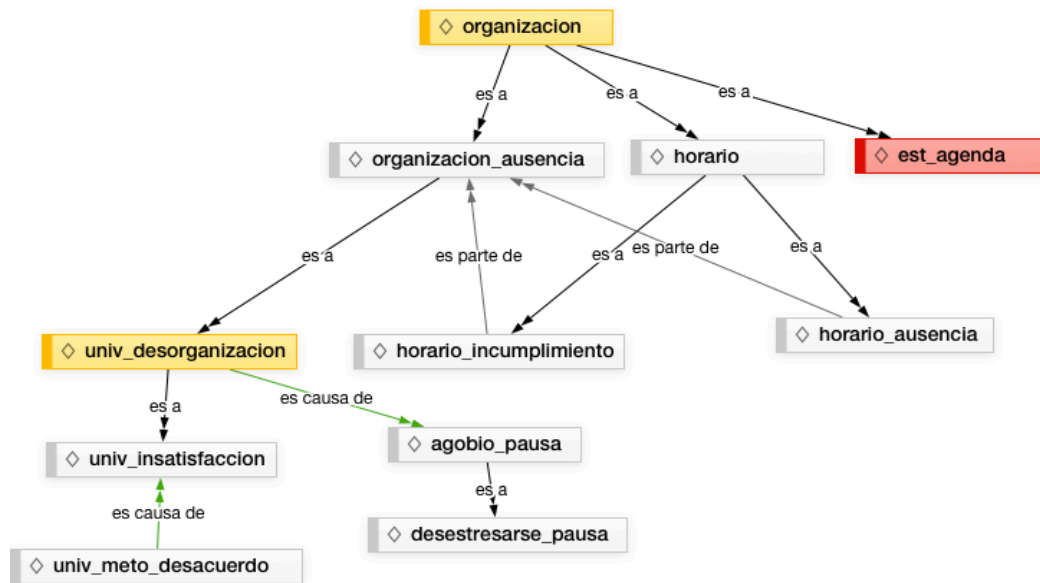 organizacion
es a
es a
es a
organizacion_ausencia
horario
est_agenda
es a
es parte de
es a
es parte de
es a
univ_desorganizacion
horario_incumplimiento
horario_ausencia
es a
es causa de
univ_insatisfaccion
agobio_pausa
es causa de
es a
univ_meto_desacuerdo
desestresarse_pausa